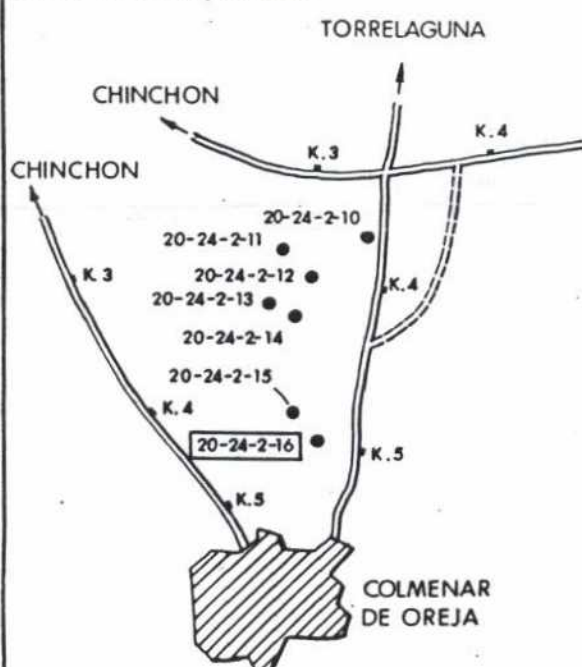 TORRELAGUNA
CHINCHON
K.4
K.3
CHINCHON
20-24-2-10
20-24-2-11
K.3
20-24-2-12
K.4
20-24-2-13
20-24-2-14
20-24-2-15
K.4
20-24-2-16
K.5
K.5
COLMENAR
DE OREJA